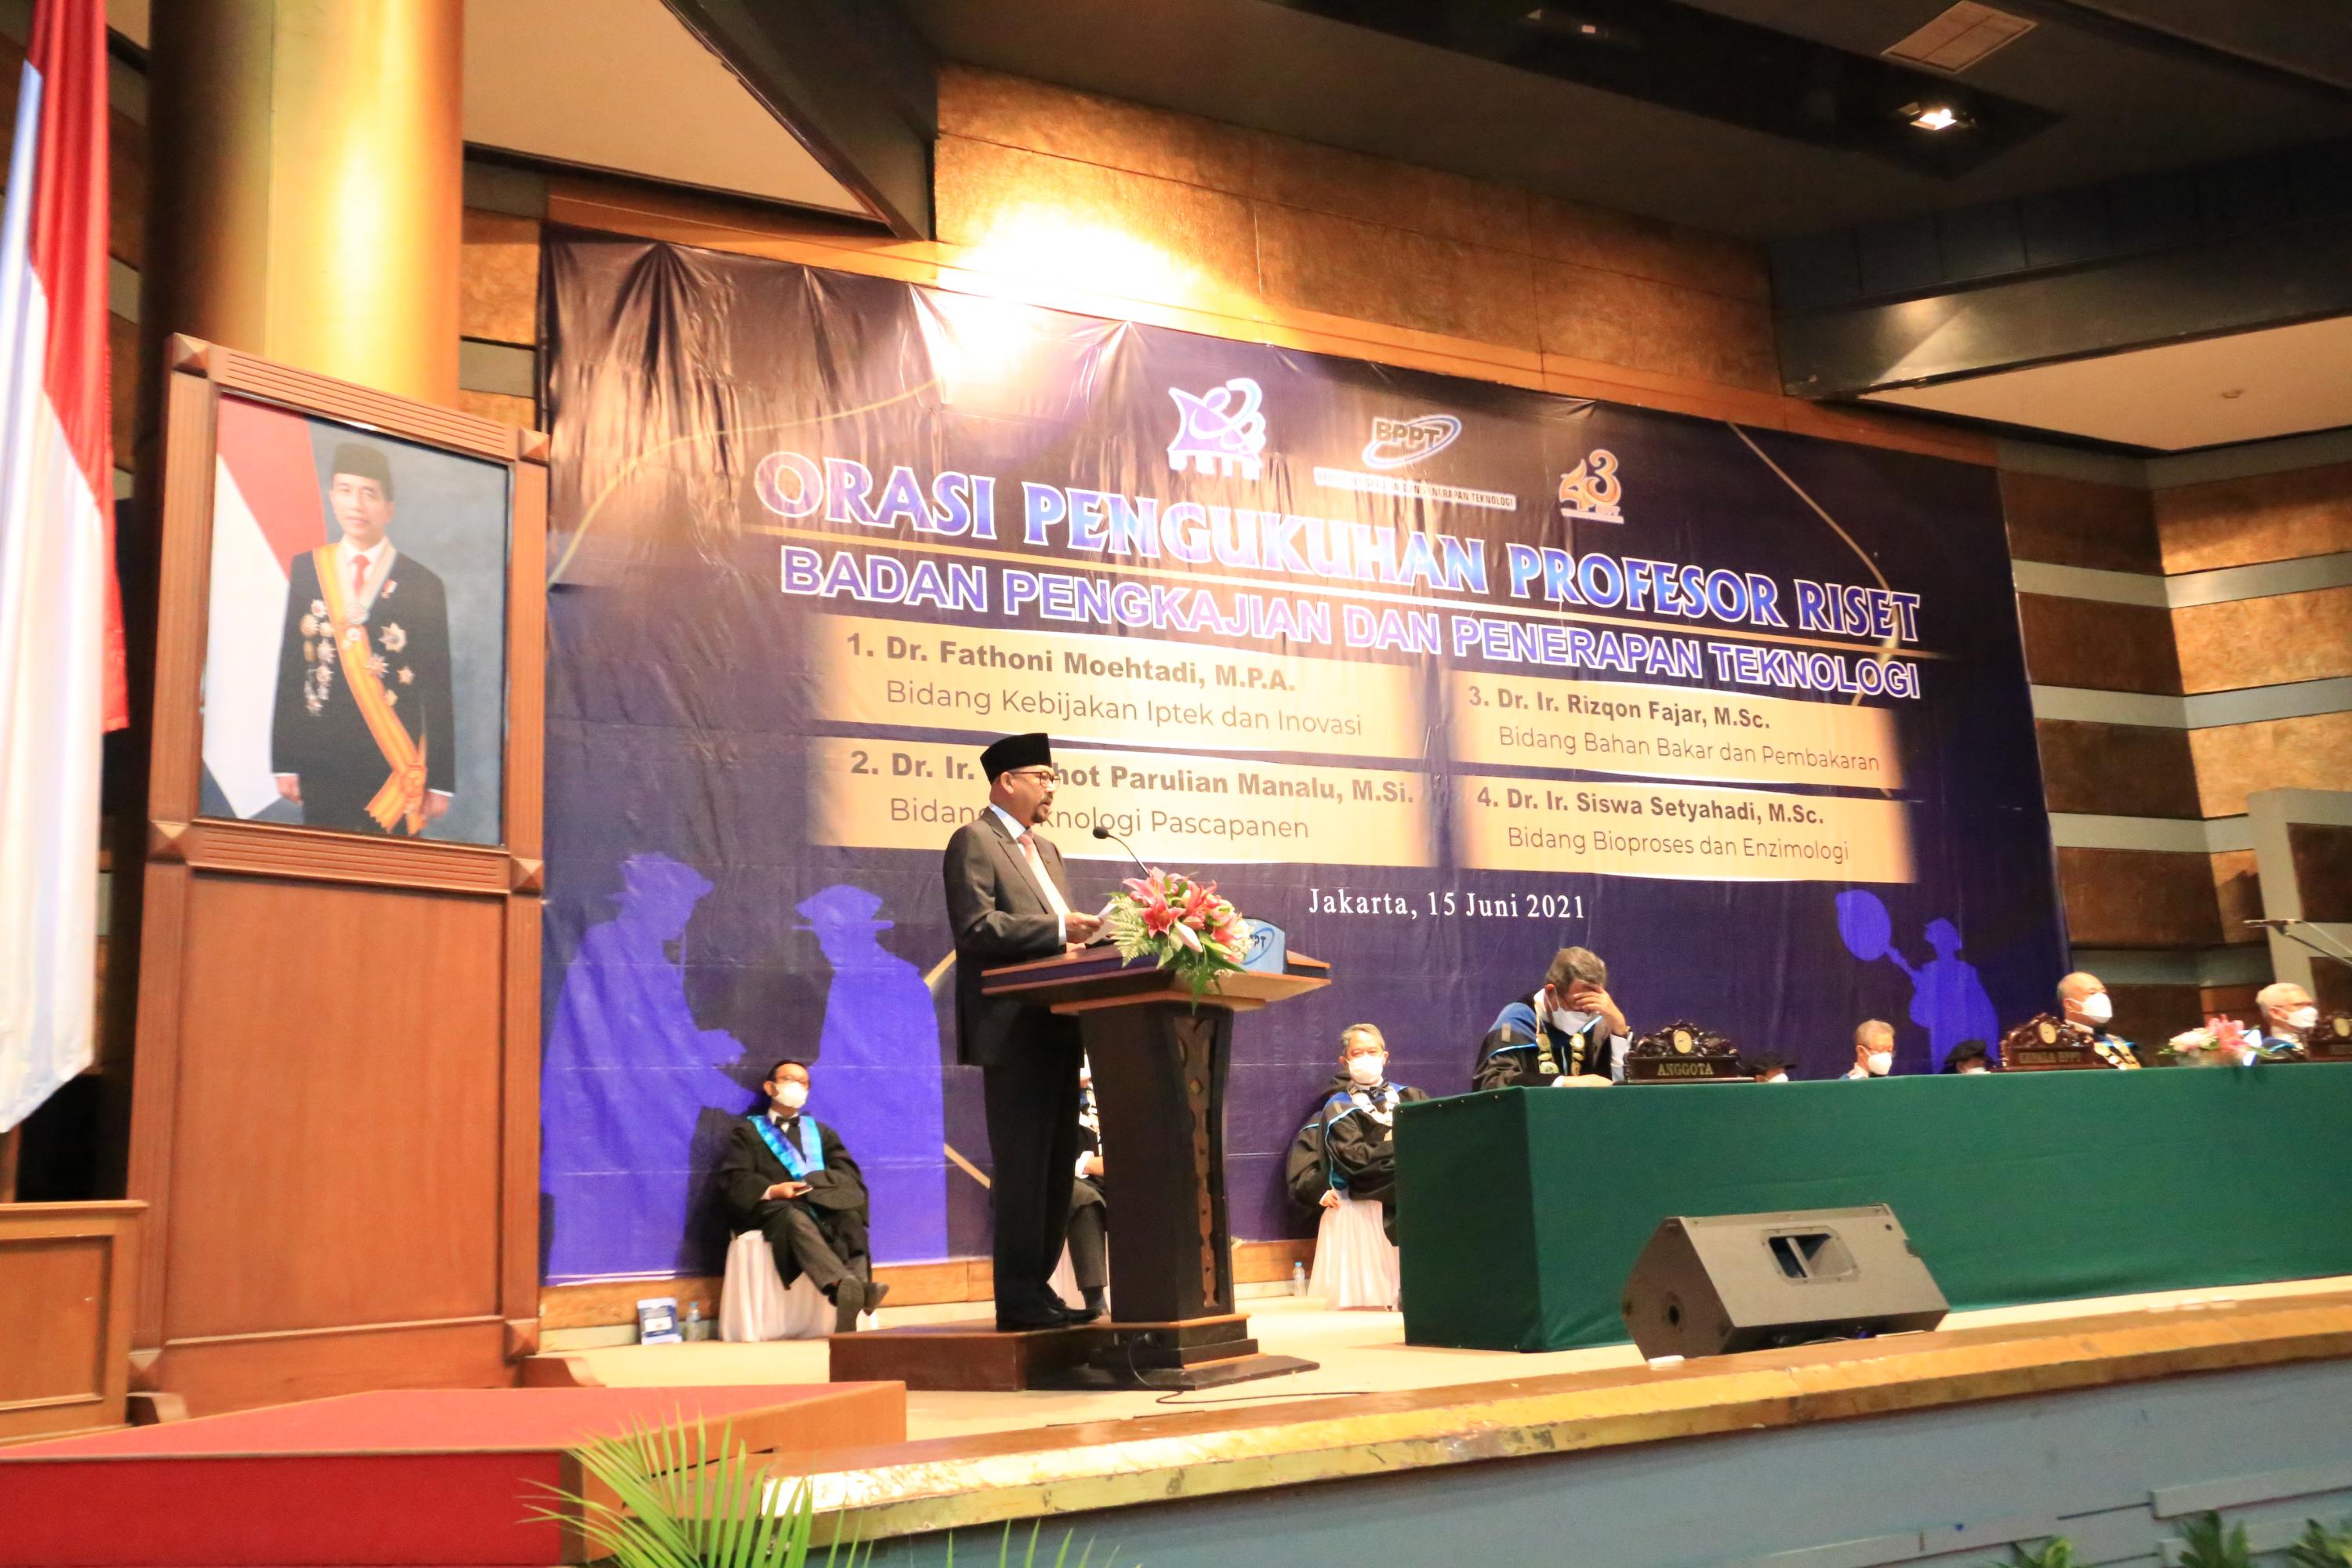 BPPT
43
ORASI PENGUKUHAN PROFESOR RISET
BADAN PENGKAJIAN DAN PENERAPAN TEKNOLOGI
1. Dr. Fathoni Moehtadi, M.P.A.
Bidang Kebijakan Iptek dan Inovasi
2. Dr. Ir. Parulian Manalu, M.Si.
Pascapanen
3. Dr. Ir. Rizqon Fajar, M.Sc.
Bidang Bahan Bakar dan Pembakaran
4. Dr. Ir. Siswa Setyahadi, M.Sc.
Bidang Bioproses dan Enzimologi
Jakarta, 15 Juni 2021
ANGGOTA
KEPALA BPPT